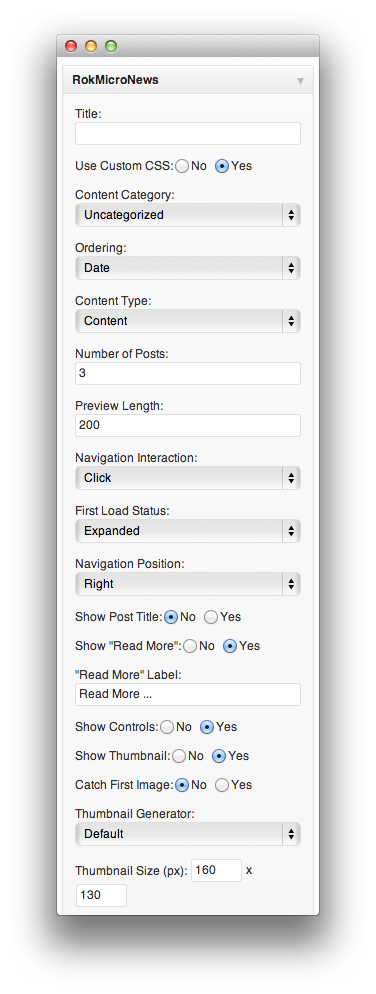 RokMicroNews
Title:
Use Custom CSS: No Yes
Content Category:
Uncategorized
Ordering:
Date
Content Type:
Content
Number of Posts:
3
Preview Length:
200
Navigation Interaction:
Click
First Load Status:
Expanded
Navigation Position:
Right
Show Post Title: No Yes
Show "Read More": No Yes
"Read More" Label:
Read More ...
Show Controls: No Yes
Show Thumbnail: No Yes
Catch First Image: No Yes
Thumbnail Generator:
Default
Thumbnail Size (px): 160 x
130